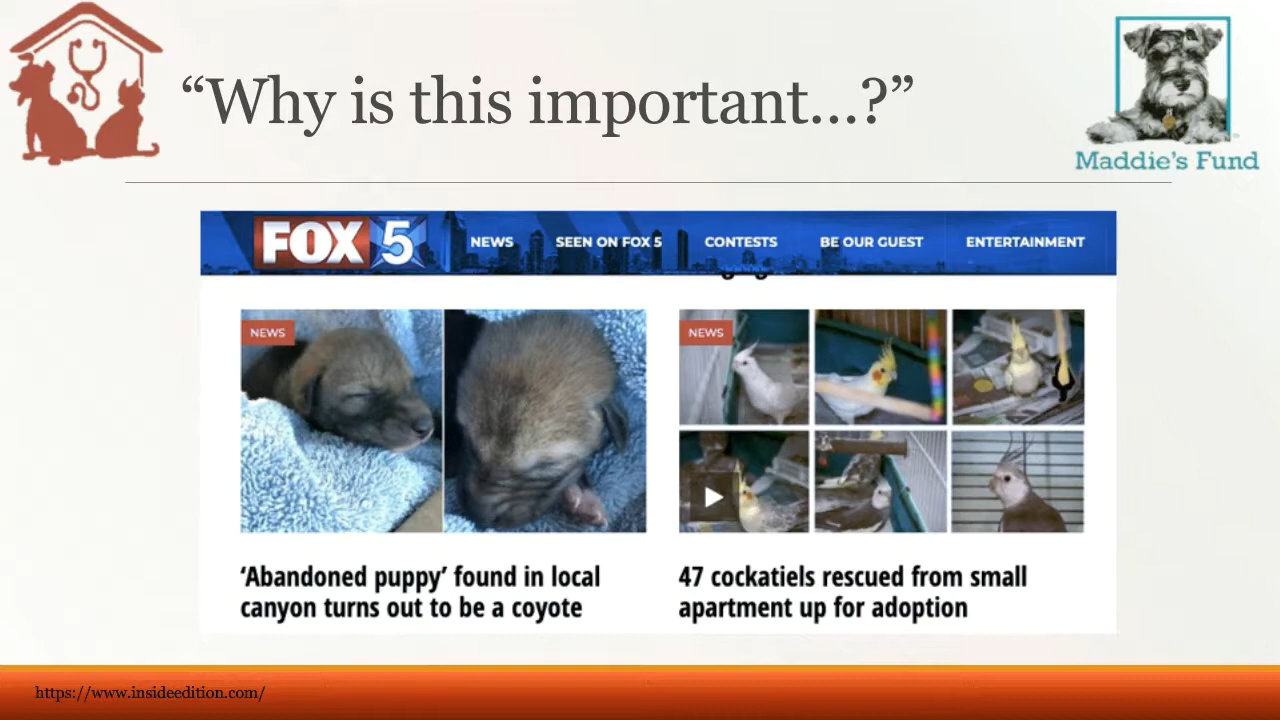 “Why is this important...?”
Maddie's Fund
FOX 5
NEWS
SEEN ON FOX 5
CONTESTS
BE OUR GUEST
ENTERTAINMENT
NEWS
NEWS
‘Abandoned puppy’ found in local
canyon turns out to be a coyote
47 cockatiels rescued from small
apartment up for adoption
https://www.insideedition.com/